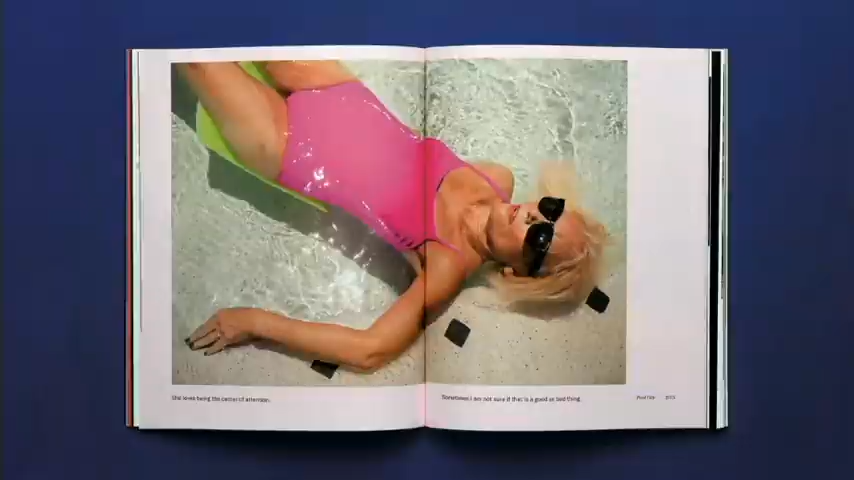 She loves being the center of attention.
Sometimes I am not sure if that is a good or bad thing.